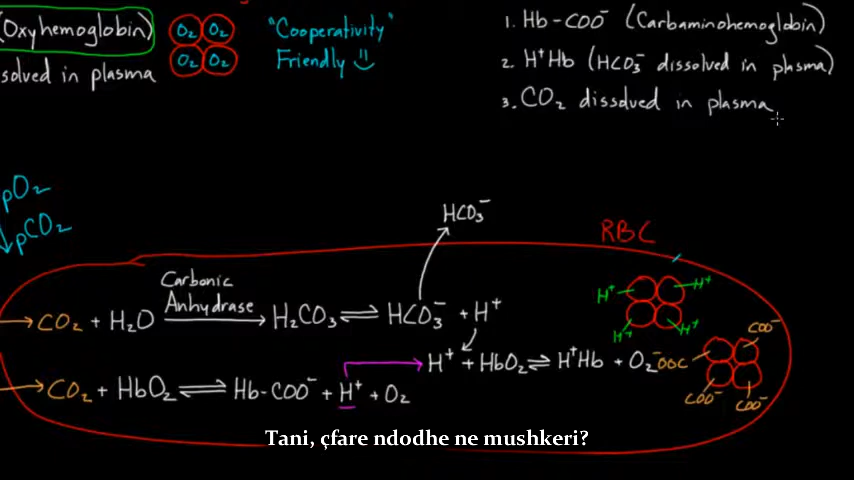 (Oxyhemoglobin)
solved in plasma
O₂ O₂
O₂ O₂
"Cooperativity"
Friendly
1. Hb-COO⁻ (Carbaminohemoglobin)
2. H⁺Hb (HCO₃⁻ dissolved in plasma)
3. CO₂ dissolved in plasma
pO₂
↓pCO₂
HCO₃⁻
RBC
Carbonic
Anhydrase
→ CO₂ + H₂O → H₂CO₃ ⇌ HCO₃⁻ + H⁺
H⁺ + HbO₂ ⇌ H⁺Hb + O₂
→ CO₂ + HbO₂ ⇌ Hb-COO⁻ + H⁺ + O₂
H⁺ H⁺
H⁺ H⁺
COO⁻
⁻OOC
COO⁻ COO⁻
Tani, çfare ndodhe ne mushkeri?